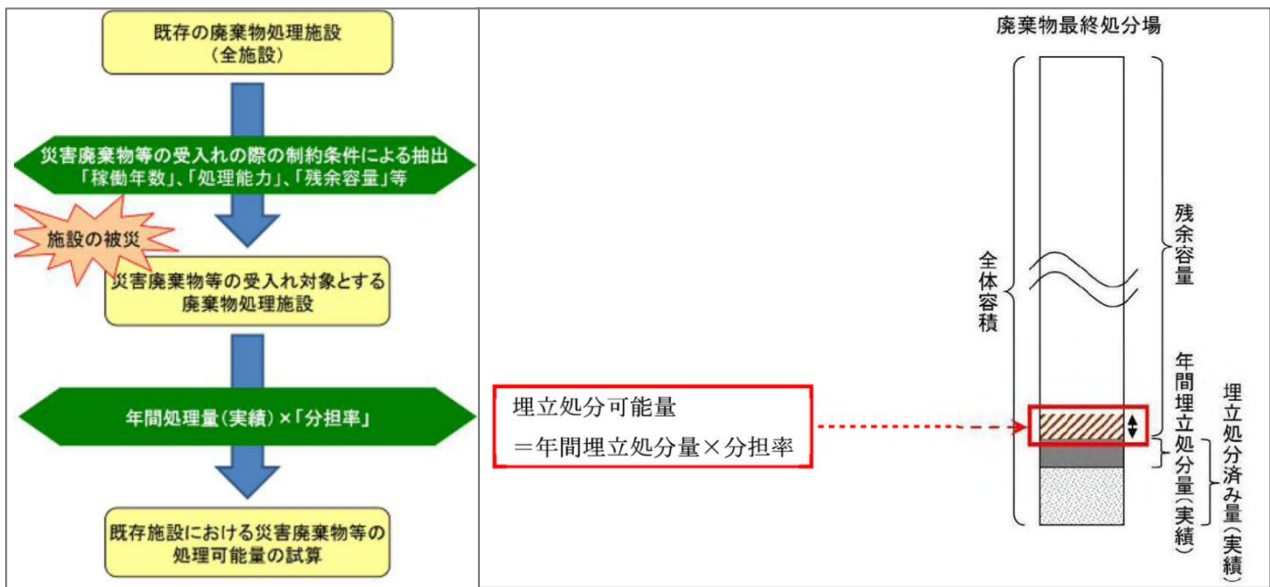 既存の廃棄物処理施設
(全施設)
災害廃棄物等の受入れの際の制約条件による抽出
「稼働年数」、「処理能力」、「残余容量」等
施設の被災
災害廃棄物等の受入れ対象とする
廃棄物処理施設
年間処理量(実績)×「分担率」
既存施設における災害廃棄物等の
処理可能量の試算
廃棄物最終処分場
全体容積
残余容量
年間埋立処分量(実績)
埋立処分済み量(実績)
埋立処分可能量
＝年間埋立処分量×分担率